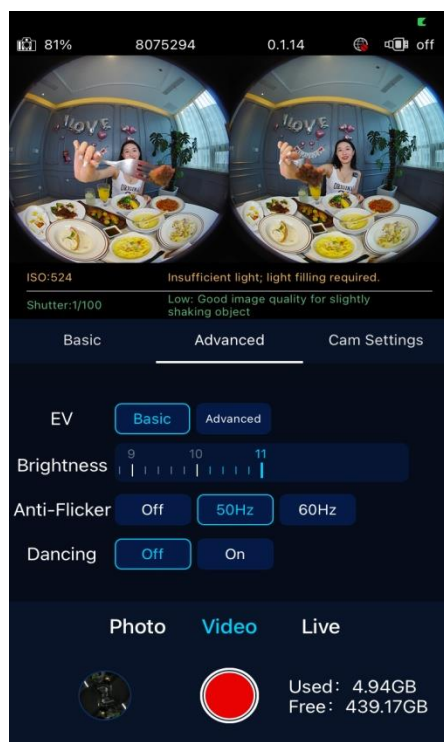 81% 8075294 0.1.14 off
I LOVE I LOVE
ISO:524 Insufficient light; light filling required.
Shutter:1/100 Low: Good image quality for slightly
shaking object
Basic Advanced Cam Settings
EV Basic Advanced
Brightness 9 10 11
Anti-Flicker Off 50Hz 60Hz
Dancing Off On
Photo Video Live
Used: 4.94GB
Free: 439.17GB